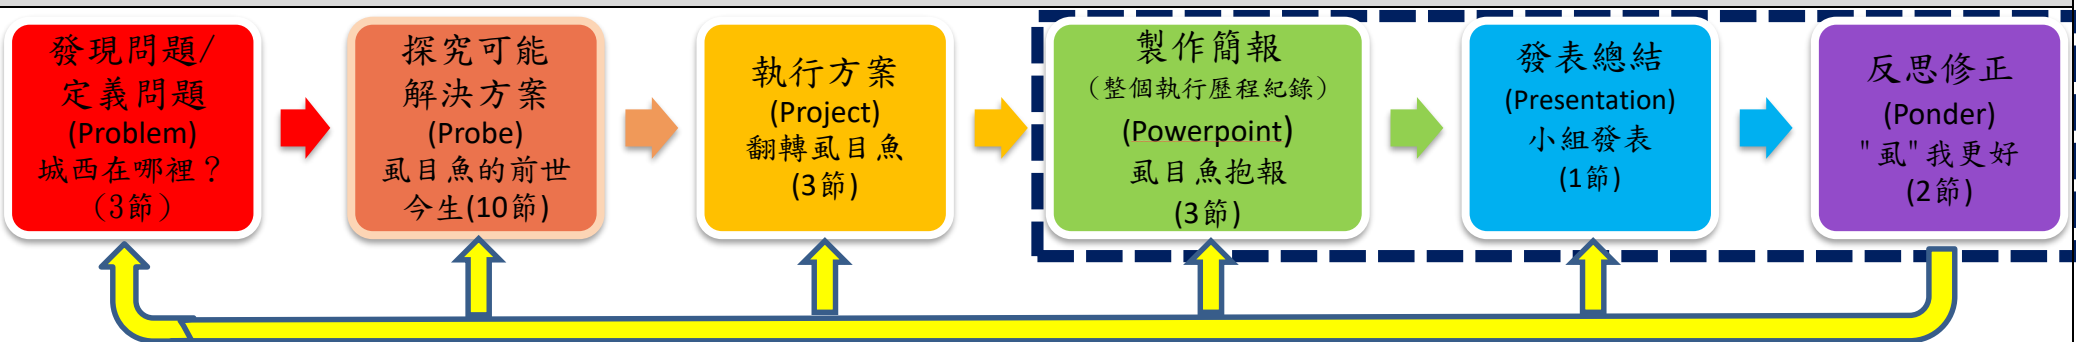 發現問題/
定義問題
(Problem)
城西在哪裡？
（3節）
探究可能
解決方案
(Probe)
虱目魚的前世
今生(10節)
執行方案
(Project)
翻轉虱目魚
(3節)
製作簡報
（整個執行歷程紀錄）
(Powerpoint)
虱目魚抱報
(3節)
發表總結
(Presentation)
小組發表
(1節)
反思修正
(Ponder)
"虱"我更好
(2節)